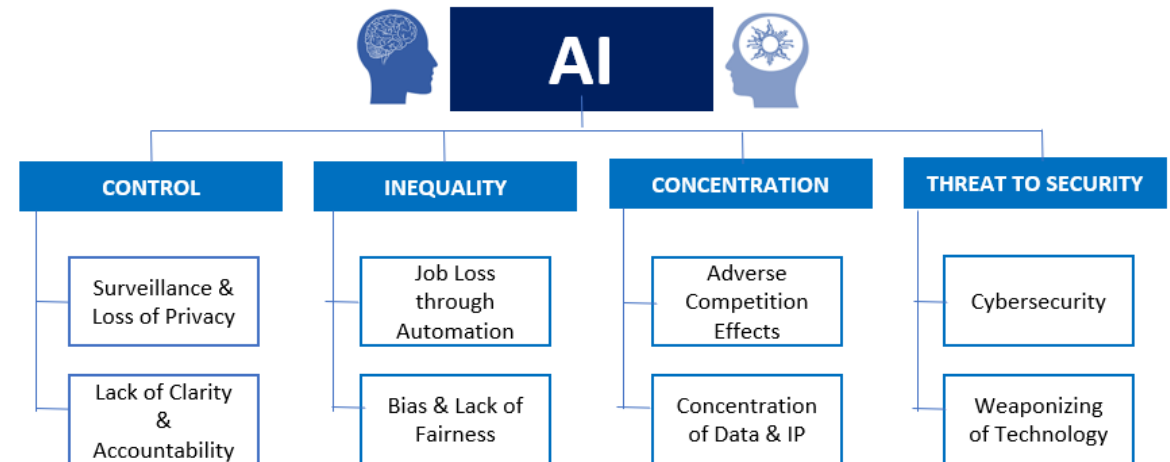 AI
CONTROL
INEQUALITY
CONCENTRATION
THREAT TO SECURITY
Surveillance &
Loss of Privacy
Job Loss
through
Automation
Adverse
Competition
Effects
Cybersecurity
Lack of Clarity
&
Accountability
Bias & Lack of
Fairness
Concentration
of Data & IP
Weaponizing
of Technology